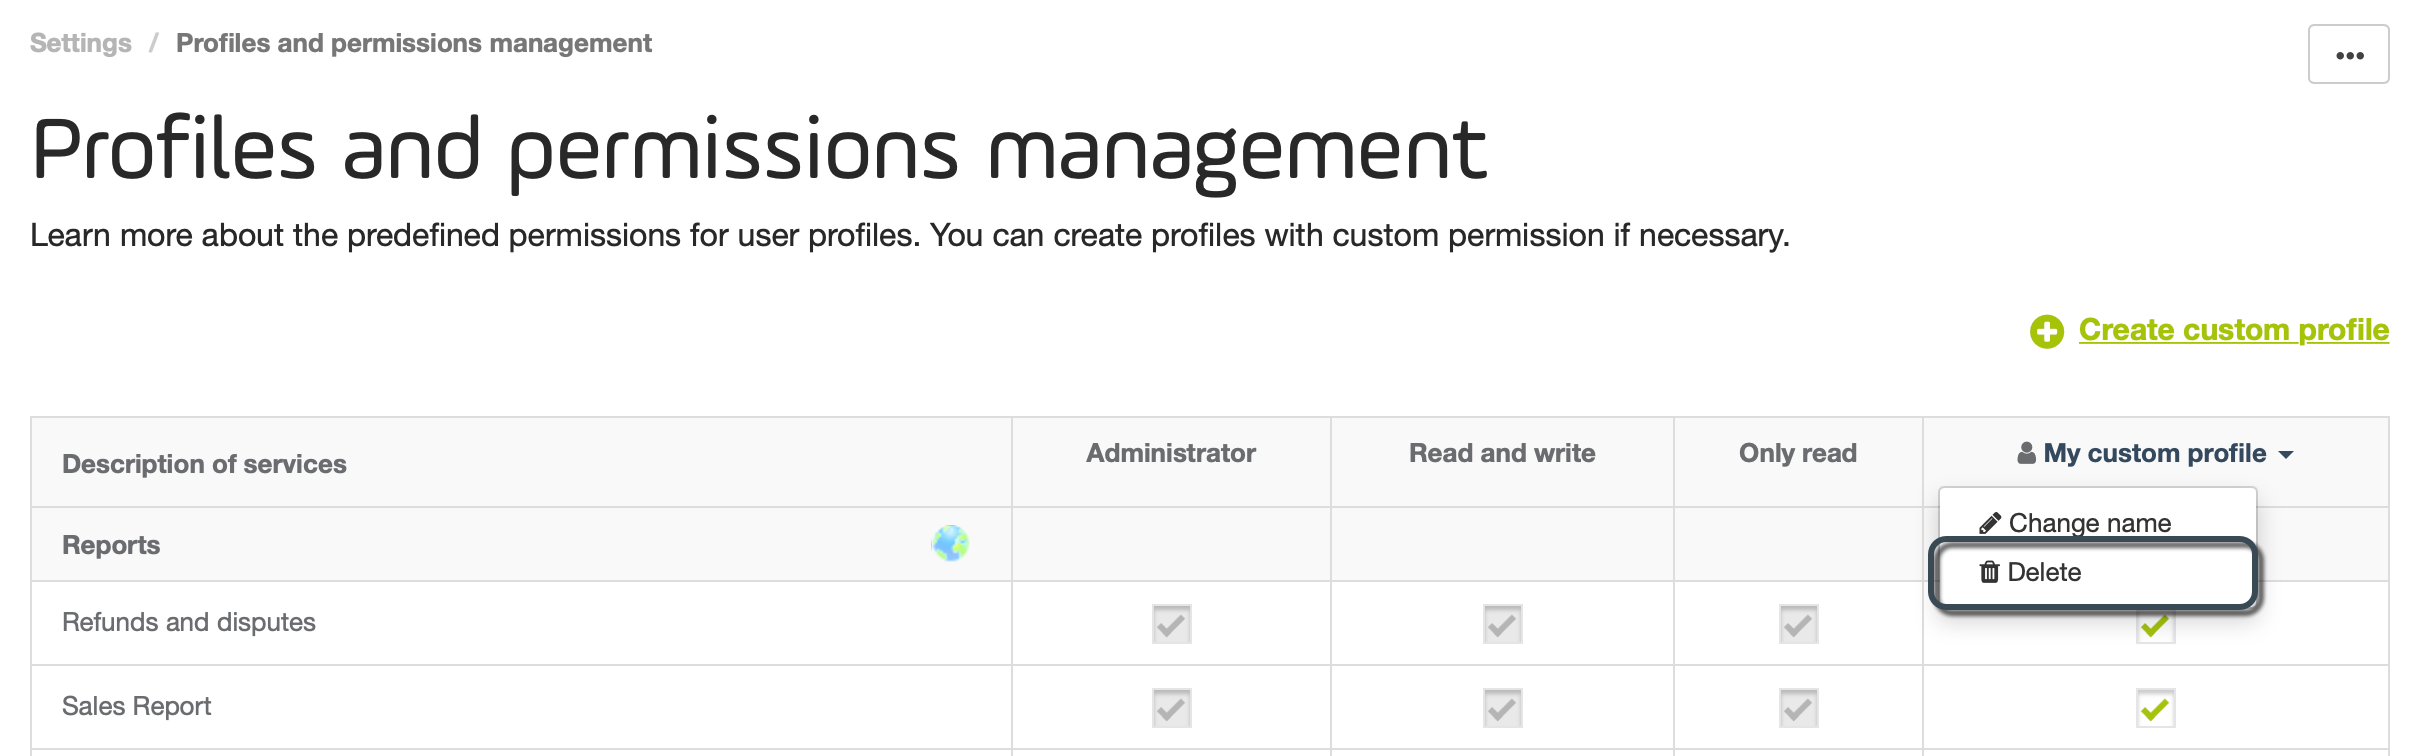 Settings / Profiles and permissions management
Profiles and permissions management
Learn more about the predefined permissions for user profiles. You can create profiles with custom permission if necessary.
Create custom profile
Description of services Administrator Read and write Only read My custom profile
Change name
Reports
Delete
Refunds and disputes
Sales Report